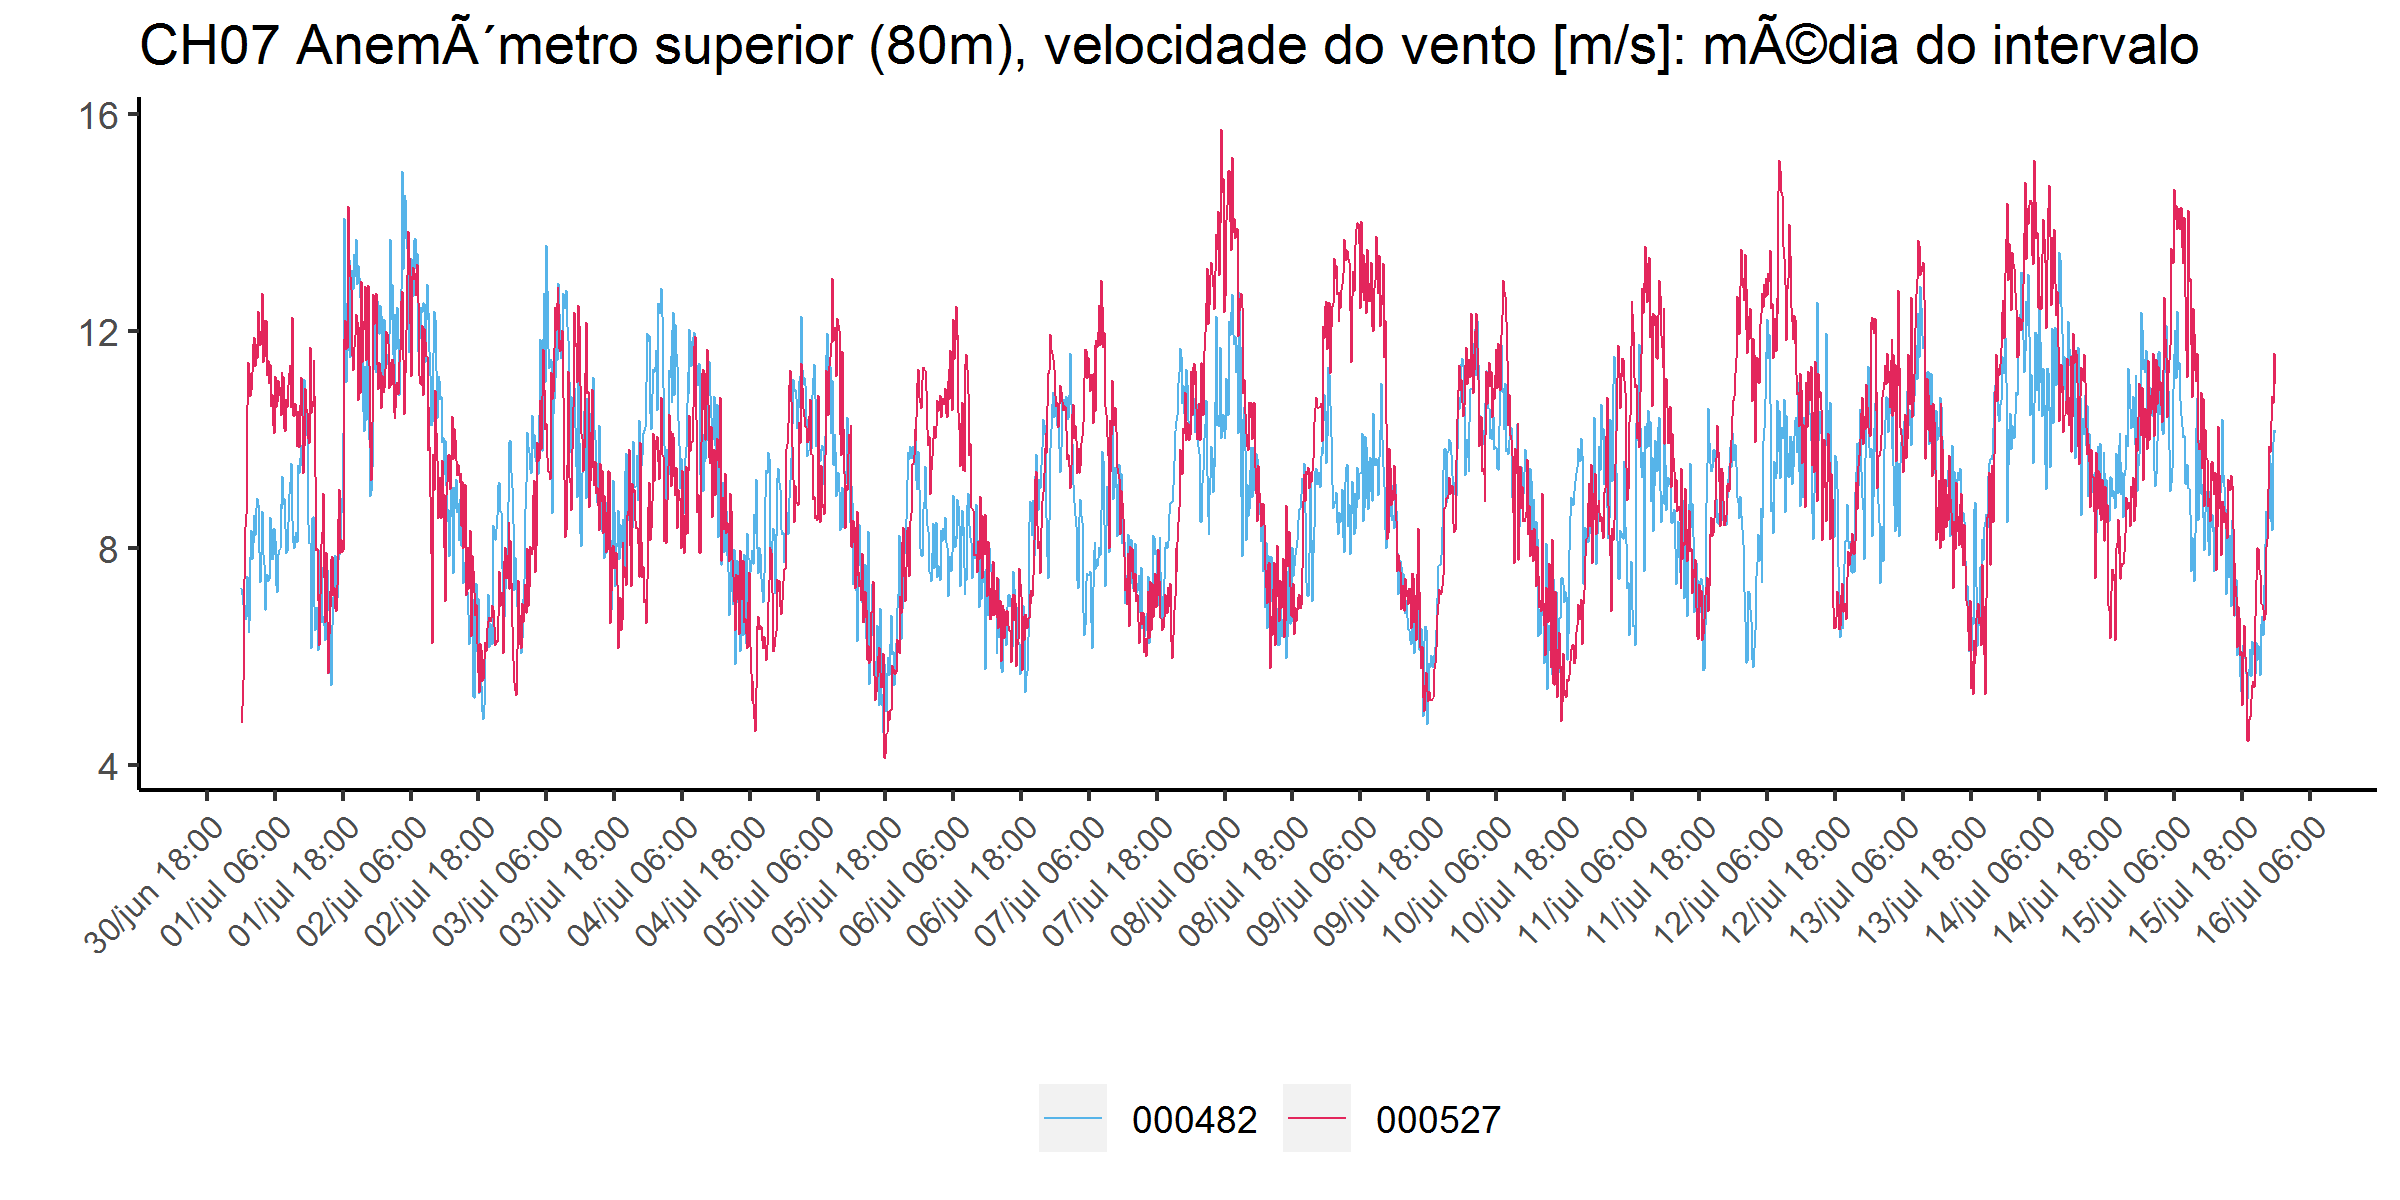 CH07 AnemÃ´metro superior (80m), velocidade do vento [m/s]: mÃ©dia do intervalo
16
12
8
4
30/jun 18:00
01/jul 06:00
01/jul 18:00
02/jul 06:00
02/jul 18:00
03/jul 06:00
03/jul 18:00
04/jul 06:00
04/jul 18:00
05/jul 06:00
05/jul 18:00
06/jul 06:00
06/jul 18:00
07/jul 06:00
07/jul 18:00
08/jul 06:00
08/jul 18:00
09/jul 06:00
09/jul 18:00
10/jul 06:00
10/jul 18:00
11/jul 06:00
11/jul 18:00
12/jul 06:00
12/jul 18:00
13/jul 06:00
13/jul 18:00
14/jul 06:00
14/jul 18:00
15/jul 06:00
15/jul 18:00
16/jul 06:00
000482
000527